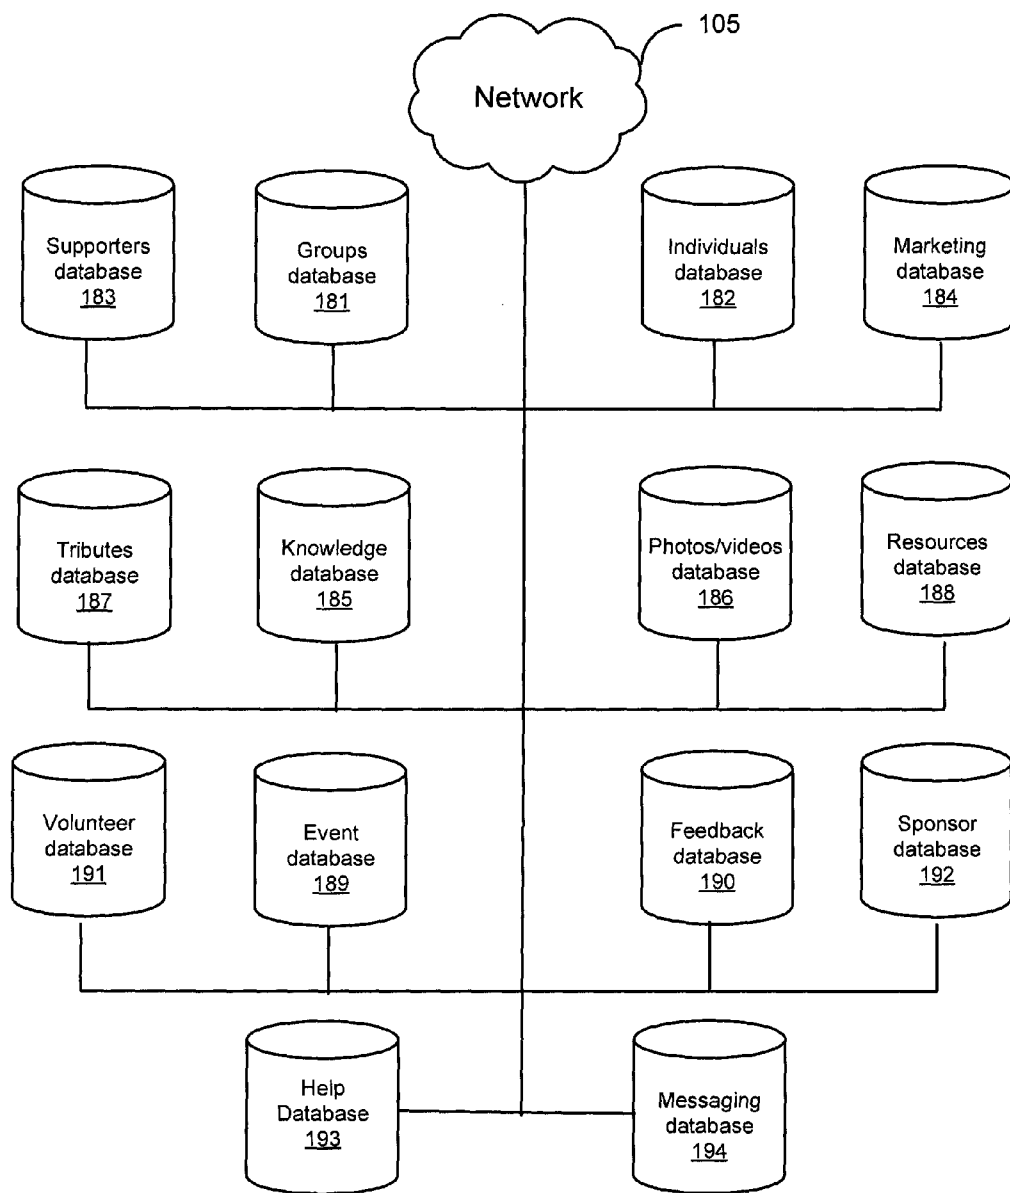 105
Network
Supporters
database
183
Groups
database
181
Individuals
database
182
Marketing
database
184
Tributes
database
187
Knowledge
database
185
Photos/videos
database
186
Resources
database
188
Volunteer
database
191
Event
database
189
Feedback
database
190
Sponsor
database
192
Help
Database
193
Messaging
database
194